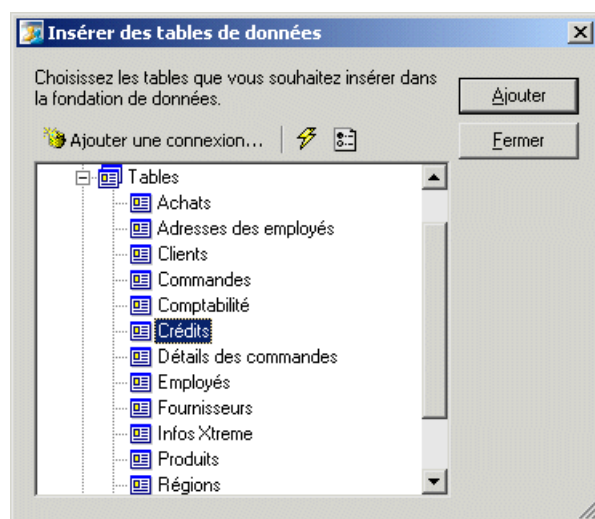 Insérer des tables de données
Choisissez les tables que vous souhaitez insérer dans
la fondation de données.
Ajouter
Ajouter une connexion...
Fermer
Tables
Achats
Adresses des employés
Clients
Commandes
Comptabilité
Crédits
Détails des commandes
Employés
Fournisseurs
Infos Xtreme
Produits
Régions